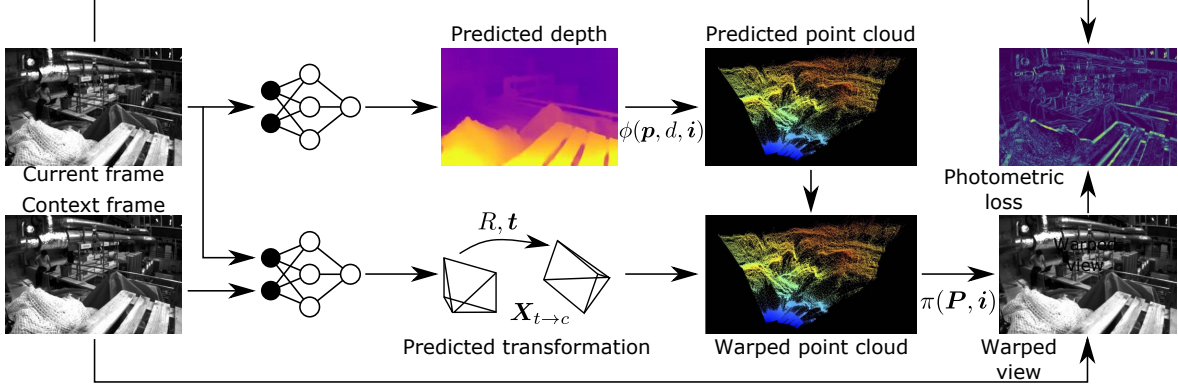 Predicted depth
Predicted point cloud
ϕ(p, d, i)
Current frame
Context frame
Photometric
loss
R, t
Warped
view
X_{t→c}
π(P, i)
Predicted transformation
Warped point cloud
Warped
view